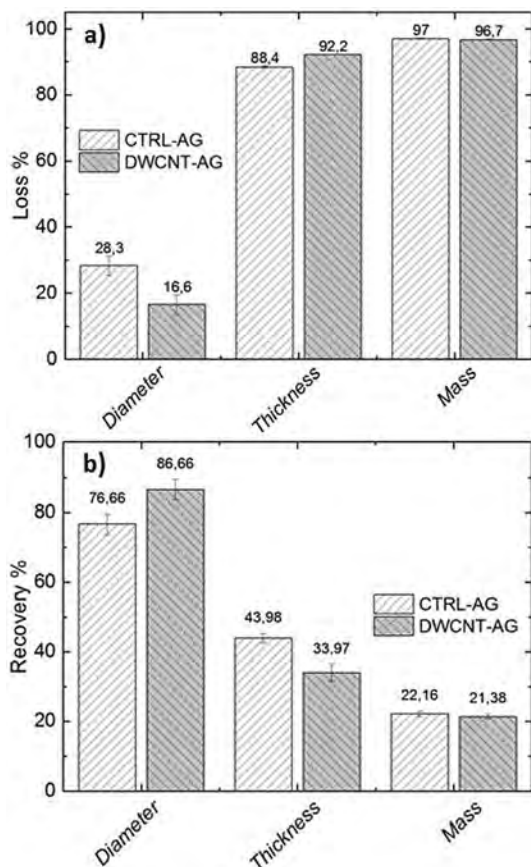 a)
Loss %
100
80
60
40
20
0
CTRL-AG
DWCNT-AG
28,3
16,6
88,4
92,2
97
96,7
Diameter
Thickness
Mass
b)
Recovery %
100
80
60
40
20
0
76,66
86,66
43,98
33,97
22,16
21,38
CTRL-AG
DWCNT-AG
Diameter
Thickness
Mass